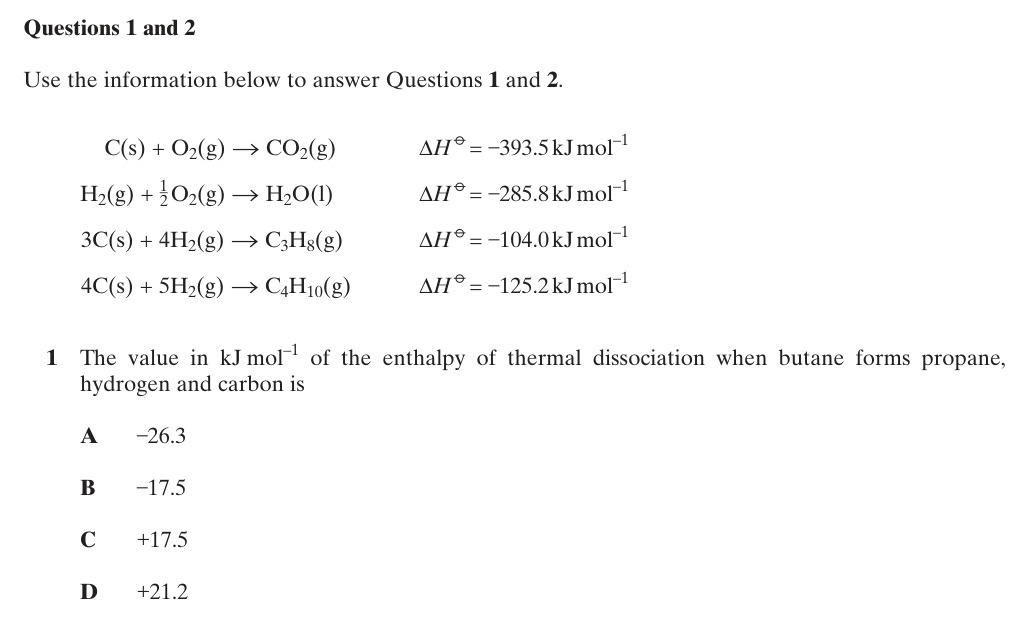 Questions 1 and 2
Use the information below to answer Questions 1 and 2.
C(s) + O₂(g) → CO₂(g) ΔH⦵ = −393.5 kJ mol⁻¹
H₂(g) + ½O₂(g) → H₂O(l) ΔH⦵ = −285.8 kJ mol⁻¹
3C(s) + 4H₂(g) → C₃H₈(g) ΔH⦵ = −104.0 kJ mol⁻¹
4C(s) + 5H₂(g) → C₄H₁₀(g) ΔH⦵ = −125.2 kJ mol⁻¹
1 The value in kJ mol⁻¹ of the enthalpy of thermal dissociation when butane forms propane,
hydrogen and carbon is
A −26.3
B −17.5
C +17.5
D +21.2